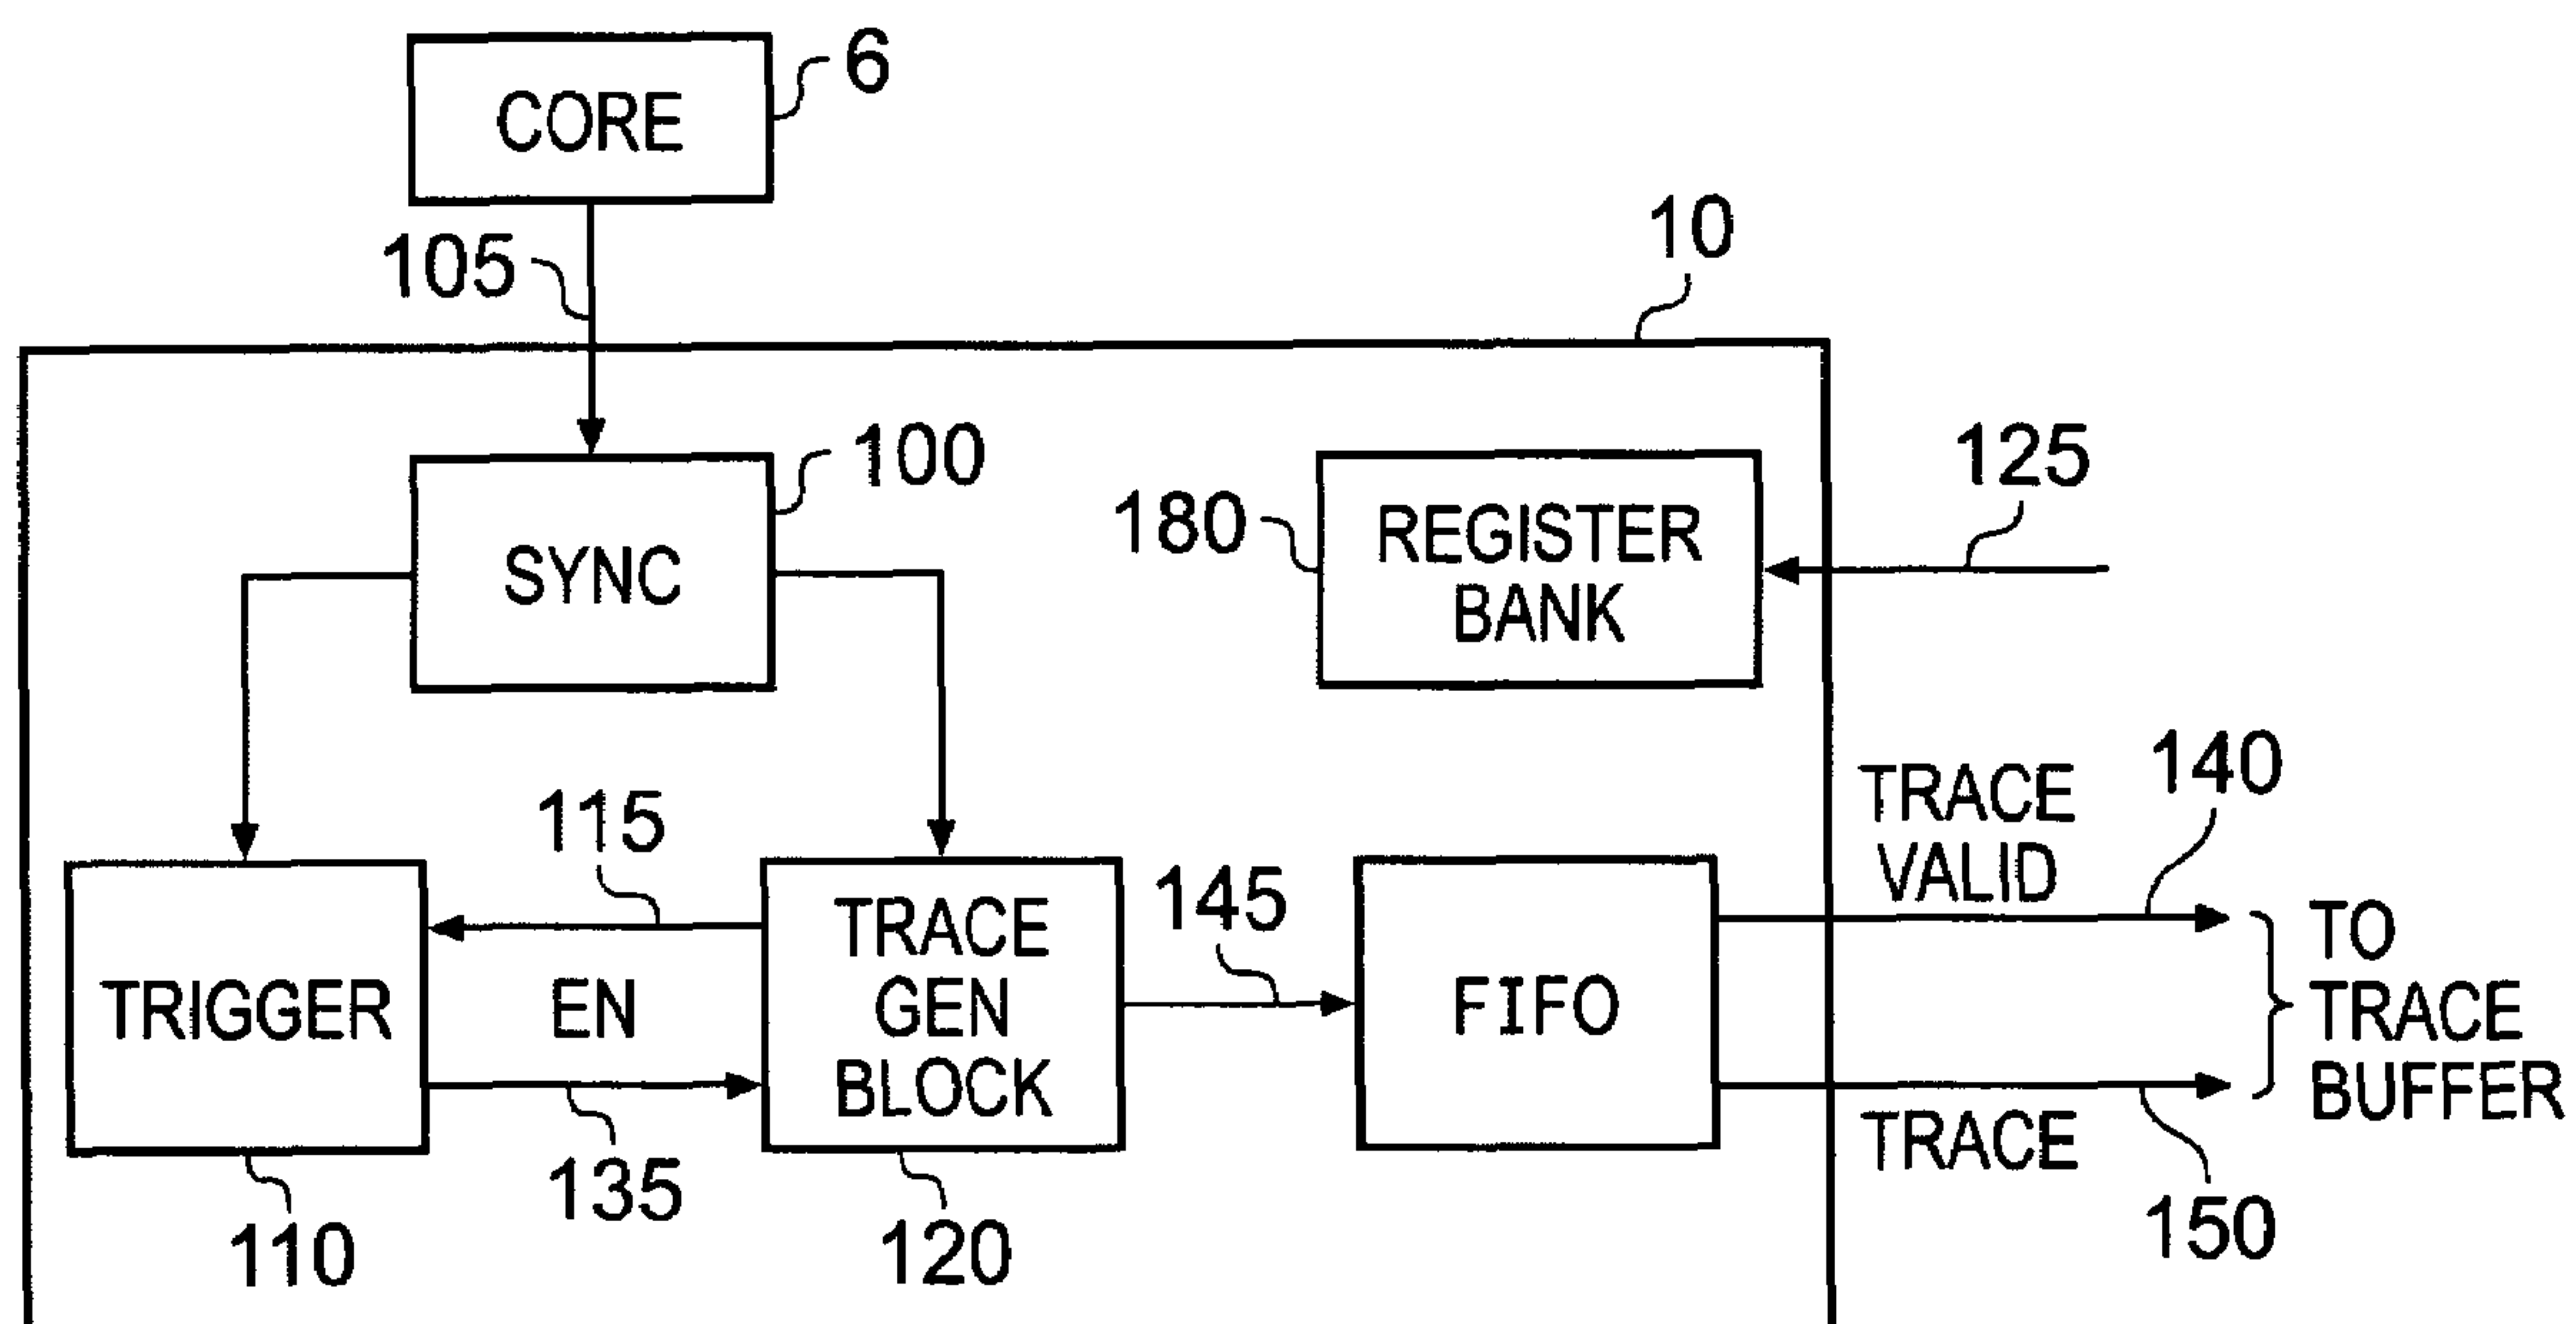 CORE
6
105
10
SYNC
100
180
REGISTER
BANK
125
TRIGGER
110
115
EN
135
TRACE
GEN
BLOCK
120
145
FIFO
TRACE
VALID
140
TRACE
150
TO
TRACE
BUFFER